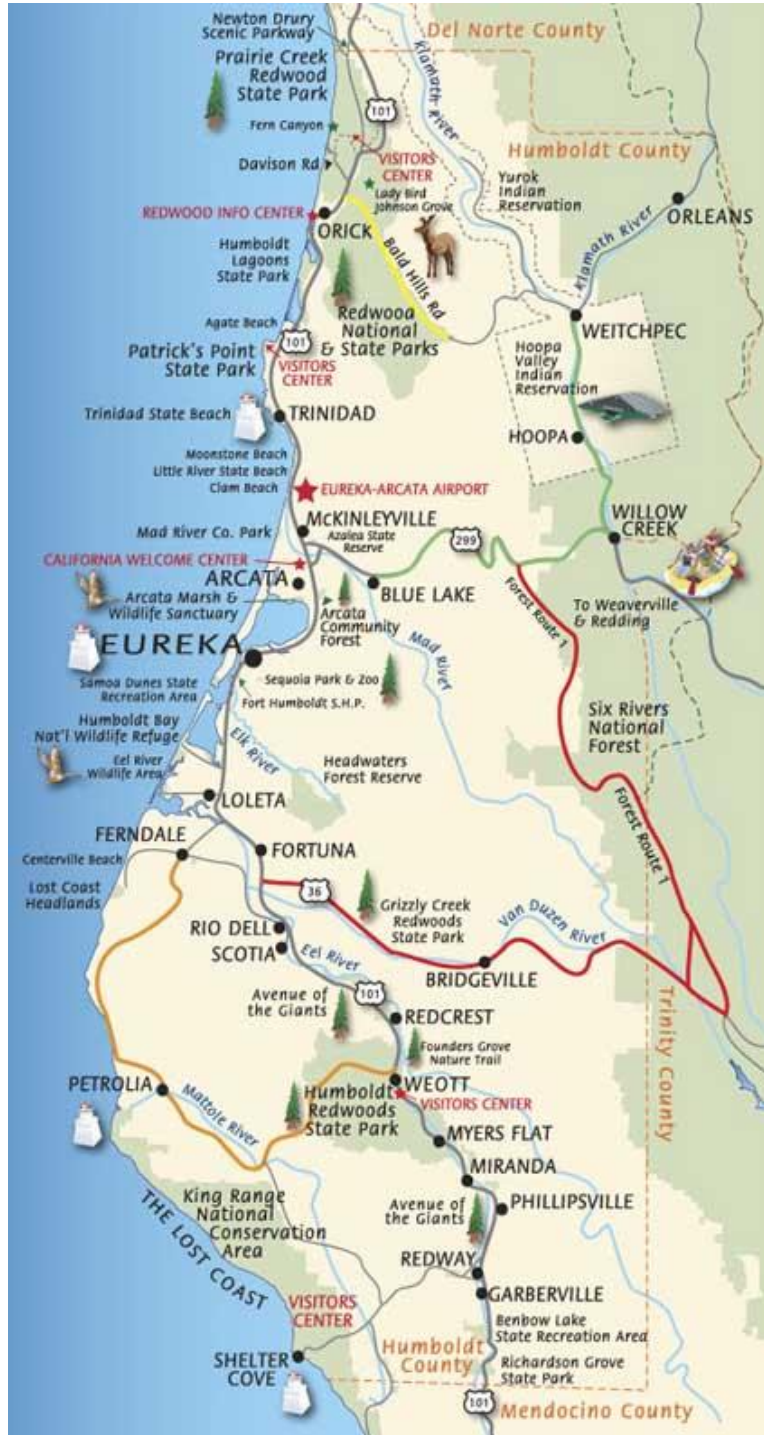 Newton Drury
Scenic Parkway
Del Norte County
Prairie Creek
Redwood
State Park
Klamath River
101
Fern Canyon
VISITORS
CENTER
Humboldt County
Davison Rd
Lady Bird
Johnson Grove
Yurok
Indian
Reservation
REDWOOD INFO CENTER
ORICK
ORLEANS
Klamath River
Humboldt
Lagoons
State Park
Bald Hills Rd
Agate Beach
Redwood
National
& State Parks
WEITCHPEC
101
Patrick's Point
State Park
VISITORS
CENTER
Hoopa
Valley
Indian
Reservation
Trinidad State Beach
TRINIDAD
HOOPA
Moonstone Beach
Little River State Beach
Clam Beach
EUREKA-ARCATA AIRPORT
WILLOW
CREEK
Mad River Co. Park
McKINLEYVILLE
Azalea State
Reserve
299
CALIFORNIA WELCOME CENTER
ARCATA
BLUE LAKE
Forest Route 1
To Weaverville
& Redding
Arcata Marsh &
Wildlife Sanctuary
Arcata
Community
Forest
Mad River
EUREKA
Samoa Dunes State
Recreation Area
Sequoia Park & Zoo
Fort Humboldt S.H.P.
Six Rivers
National
Forest
Humboldt Bay
Nat'l Wildlife Refuge
Elk River
Eel River
Wildlife Area
Headwaters
Forest Reserve
LOLETA
Forest Route 1
FERNDALE
FORTUNA
Centerville Beach
Lost Coast
Headlands
36
Grizzly Creek
Redwoods
State Park
Van Duzen River
RIO DELL
SCOTIA
Eel River
BRIDGEVILLE
Trinity County
Avenue of
the Giants
101
REDCREST
Founders Grove
Nature Trail
PETROLIA
Mattole River
Humboldt
Redwoods
State Park
WEOTT
VISITORS CENTER
MYERS FLAT
MIRANDA
King Range
National
Conservation
Area
Avenue of
the Giants
PHILLIPSVILLE
THE LOST COAST
REDWAY
GARBERVILLE
VISITORS
CENTER
Benbow Lake
State Recreation Area
SHELTER
COVE
Humboldt
County
Richardson Grove
State Park
101
Mendocino County